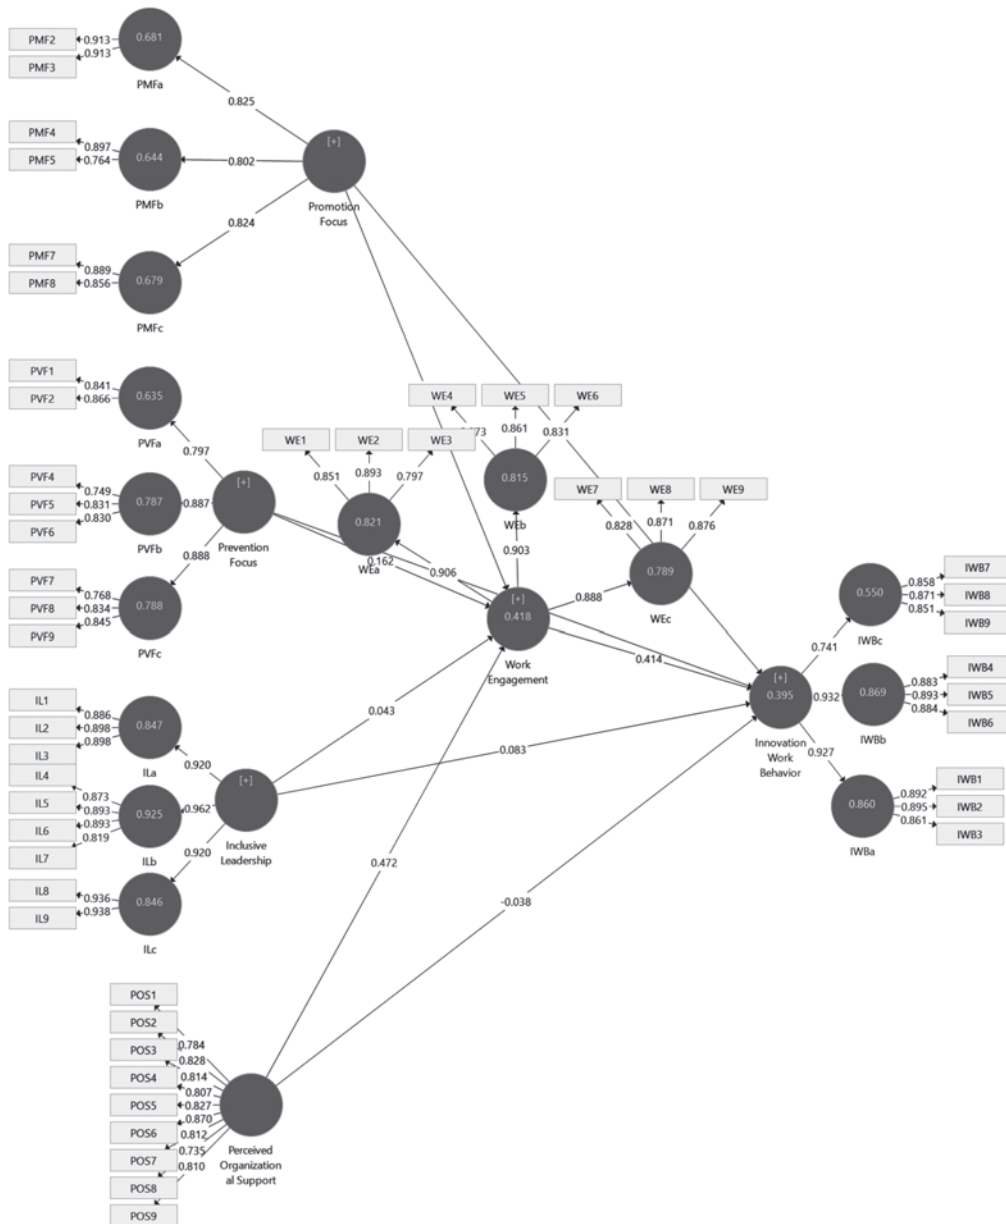 PMF2
0.913
0.913
PMF3
0.681
PMFa
0.825
PMF4
0.897
0.764
PMF5
0.644
PMFb
0.802
[+]
Promotion
Focus
0.824
PMF7
0.889
0.856
PMF8
0.679
PMFc
PVF1
0.841
0.866
PVF2
0.635
PVFa
0.797
PVF4
0.749
PVF5
0.831
0.830
PVF6
0.787
PVFb
0.887
[+]
Prevention
Focus
0.888
PVF7
0.768
PVF8
0.834
0.845
PVF9
0.788
PVFc
WE1
WE2
WE3
0.851
0.893
0.797
0.821
WEa
0.162
0.906
WE4
WE5
WE6
0.861
0.831
0.815
WEb
0.903
WE7
WE8
WE9
0.828
0.871
0.876
0.789
WEc
0.888
[+]
0.418
Work
Engagement
0.414
IL1
0.886
IL2
0.898
0.898
IL3
0.847
ILa
0.920
IL4
0.873
IL5
0.893
0.893
IL6
0.819
IL7
0.925
ILb
0.962
[+]
Inclusive
Leadership
0.920
IL8
0.936
0.938
IL9
0.846
ILc
0.043
0.083
0.472
-0.038
[+]
0.395
Innovation
Work
Behavior
0.741
0.550
IWBc
0.858
0.871
0.851
IWB7
IWB8
IWB9
0.932
0.869
IWBb
0.883
0.893
0.884
IWB4
IWB5
IWB6
0.927
0.860
IWBa
0.892
0.895
0.861
IWB1
IWB2
IWB3
POS1
POS2
POS3
POS4
POS5
POS6
POS7
POS8
POS9
0.784
0.828
0.814
0.807
0.827
0.870
0.812
0.735
0.810
Perceived
Organization
al Support